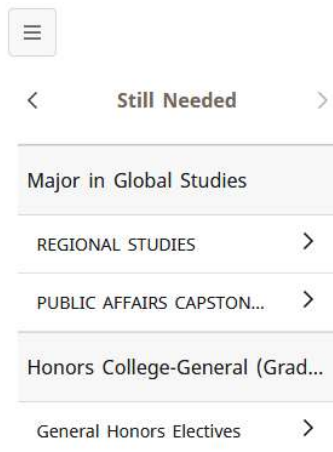 Still Needed
Major in Global Studies
REGIONAL STUDIES
PUBLIC AFFAIRS CAPSTON...
Honors College-General (Grad...
General Honors Electives